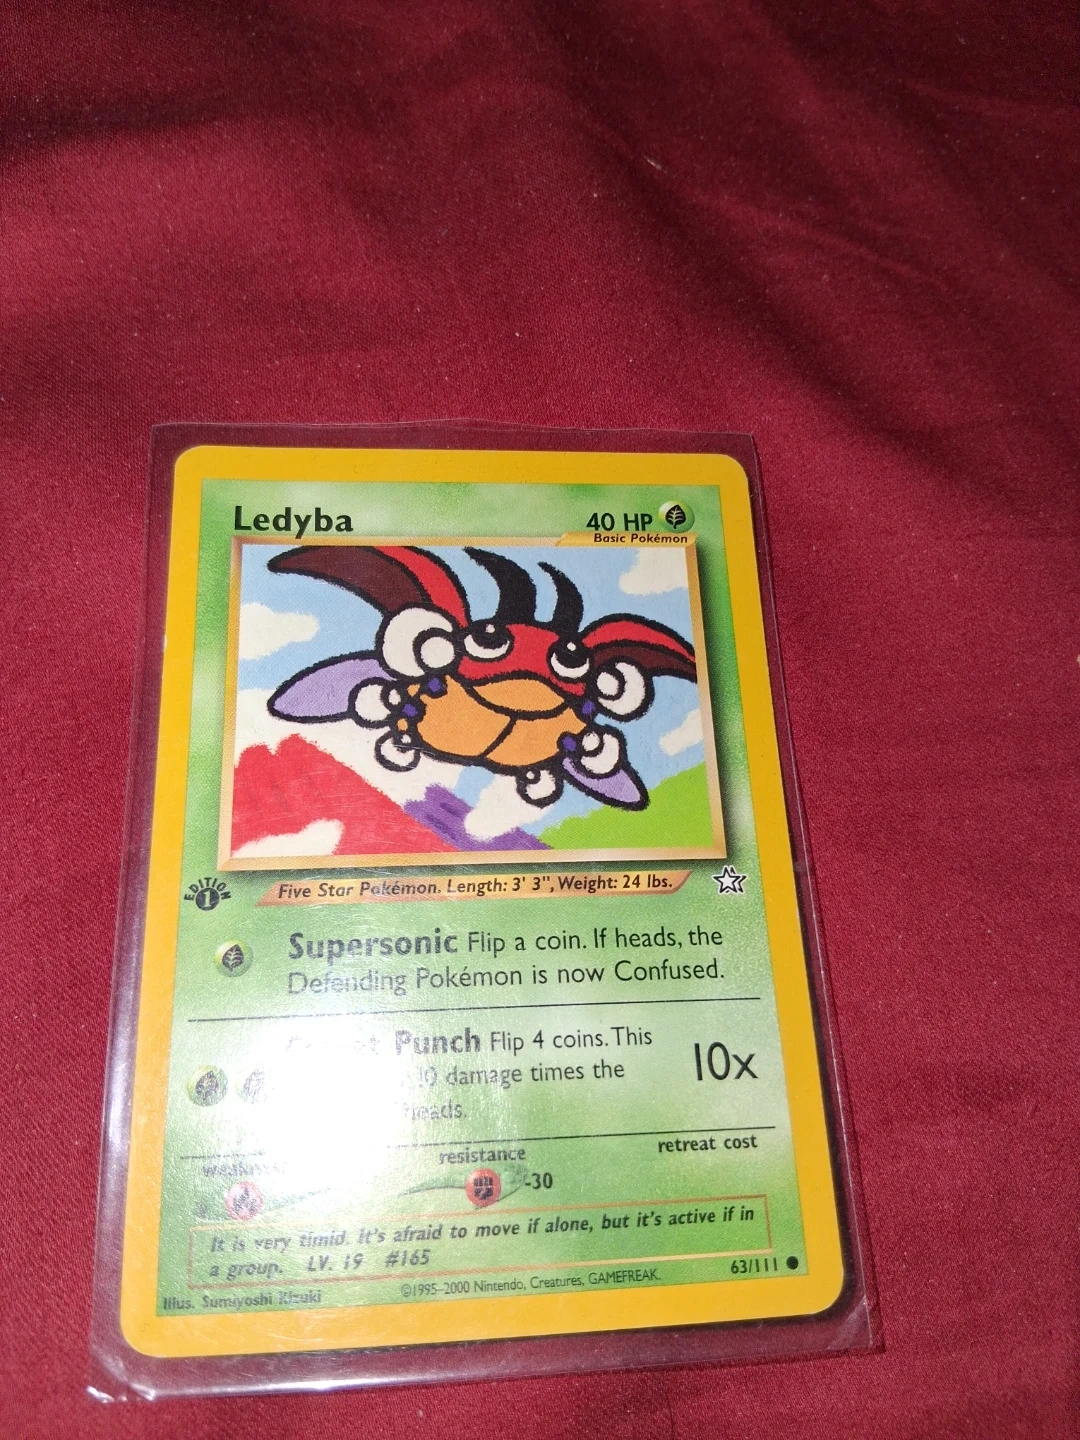 Ledyba
40 HP
Basic Pokémon
EDITION
1
Five Star Pokémon. Length: 3' 3", Weight: 24 lbs.
Supersonic Flip a coin. If heads, the
Defending Pokémon is now Confused.
Punch Flip 4 coins. This
10 damage times the
10x
heads.
weakness
resistance
retreat cost
-30
It is very timid. It's afraid to move if alone, but it's active if in
a group. LV. 19 #165
Illus. Sumiyoshi Kizuki
©1995-2000 Nintendo, Creatures, GAMEFREAK.
63/111